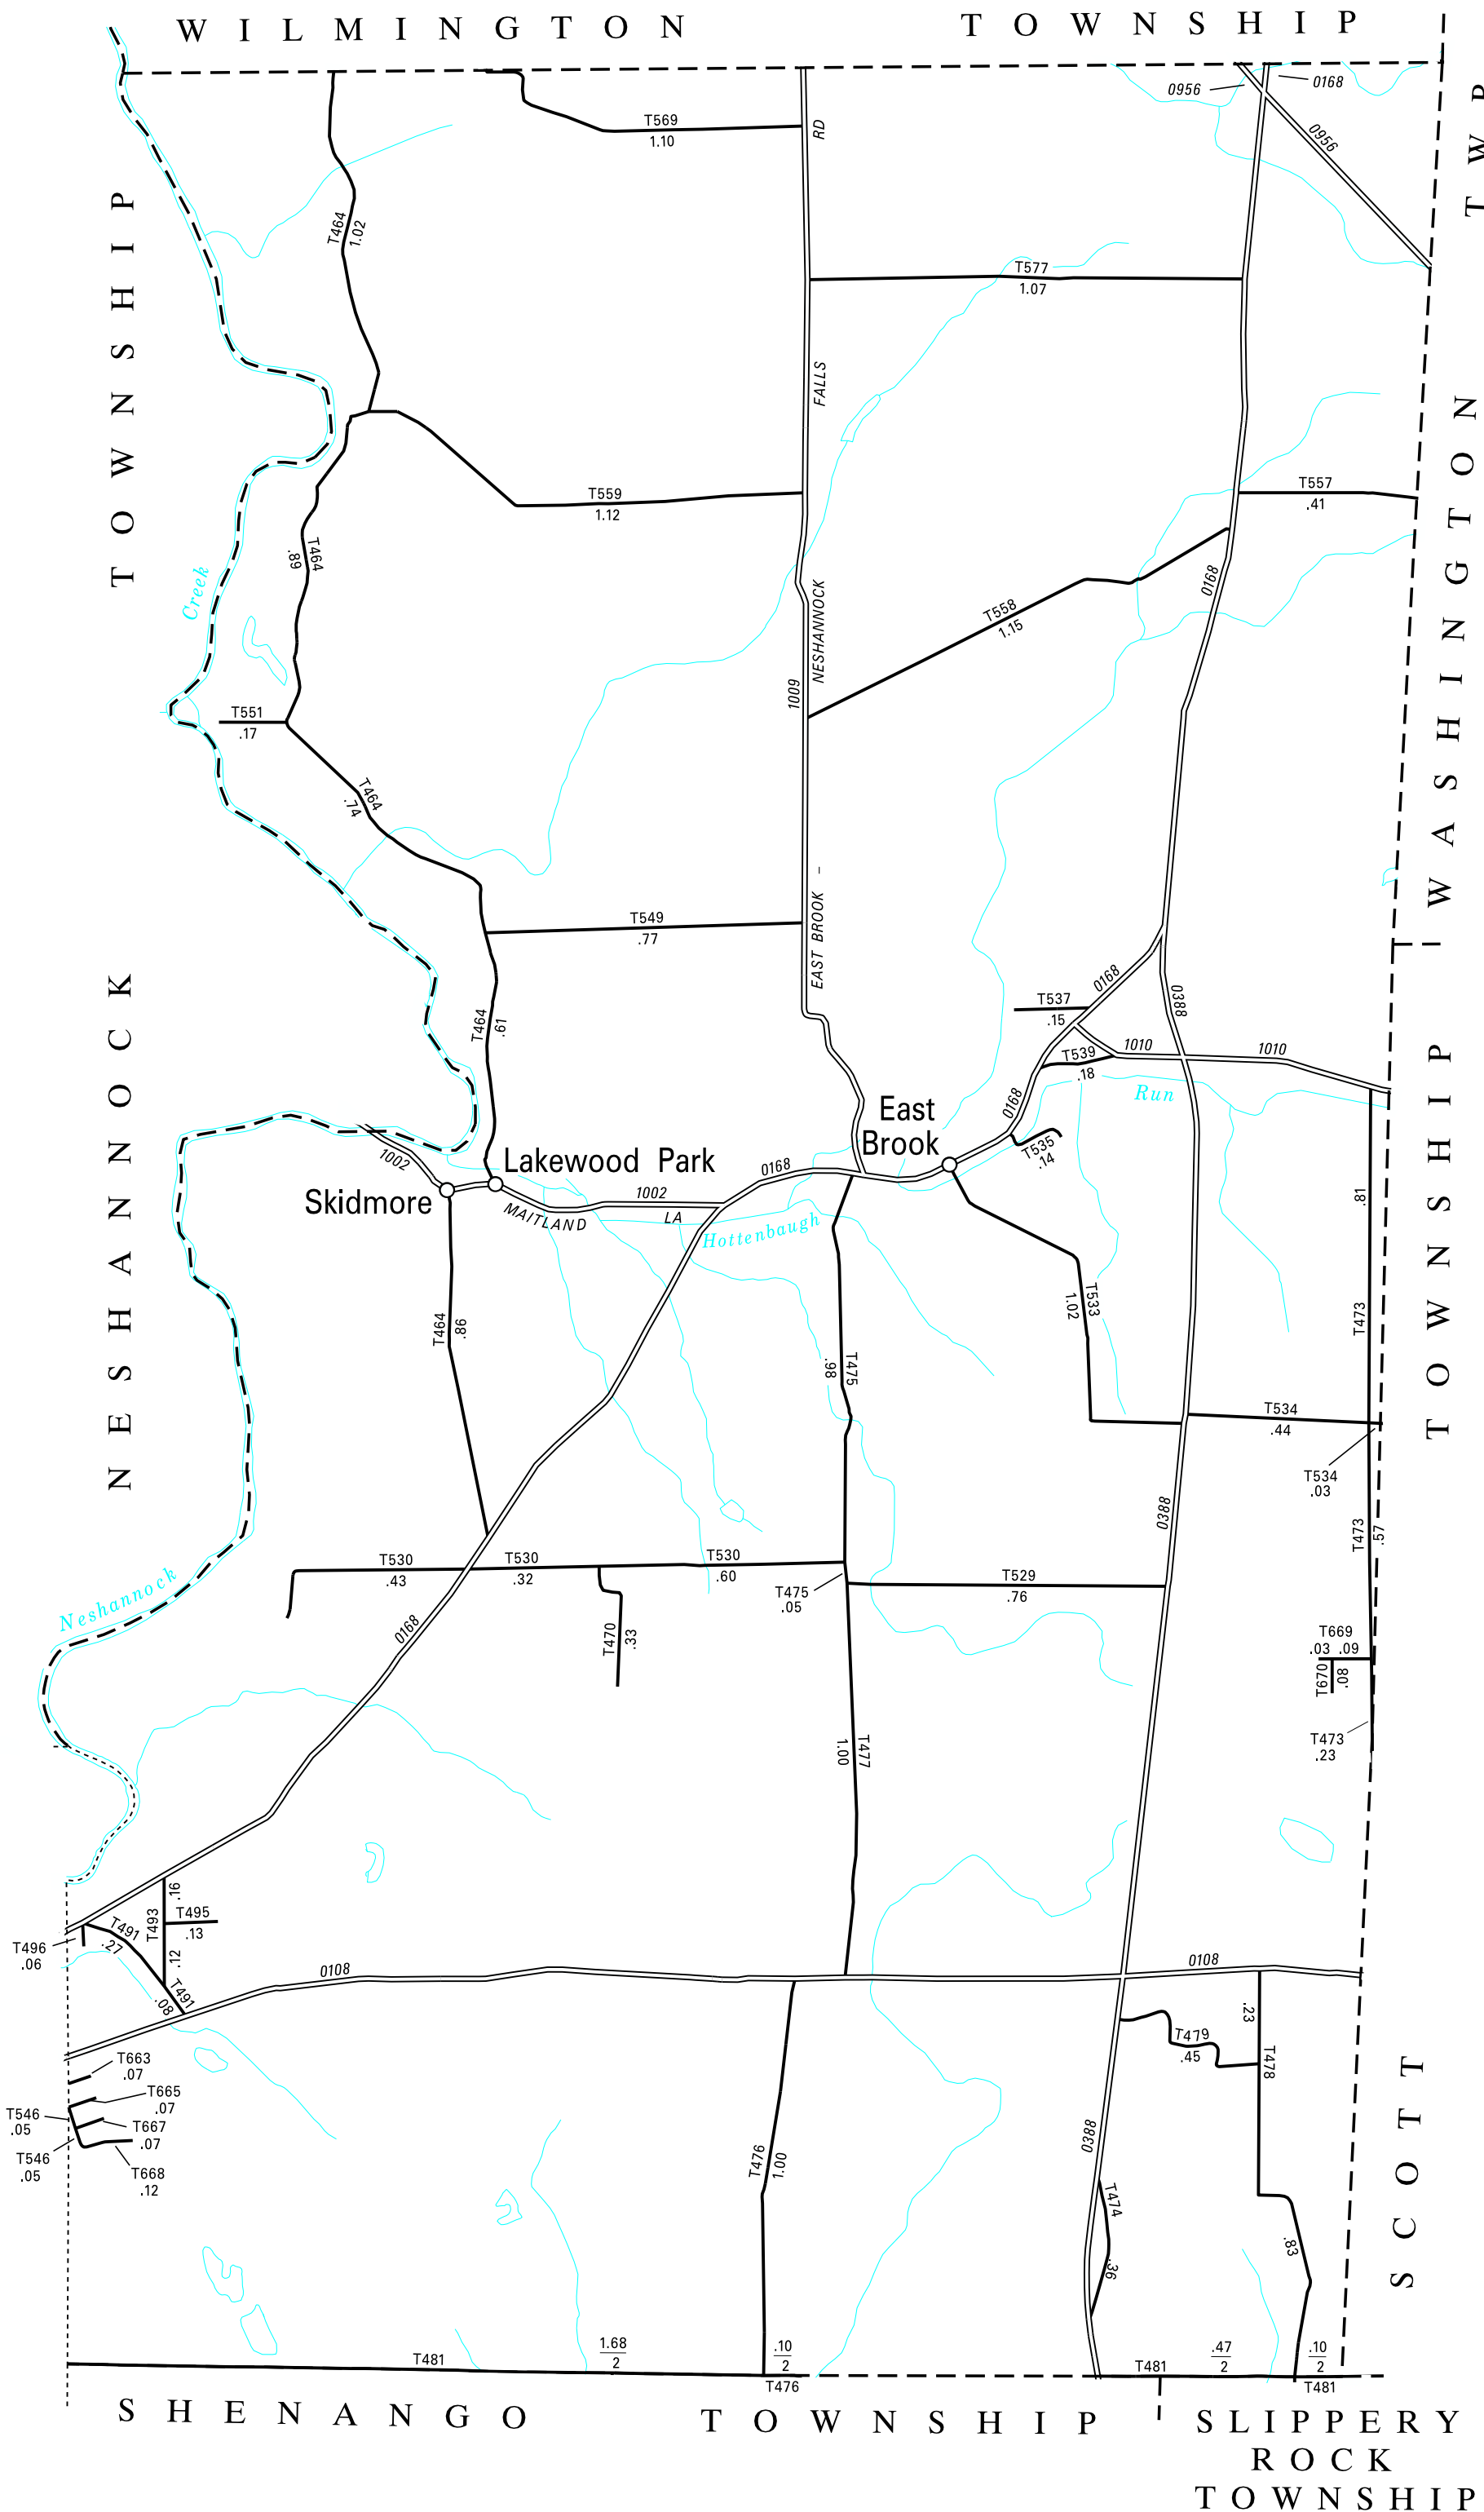 WILMINGTON TOWNSHIP
0956
0168
TWP
T569
1.10
RD
0956
TOWNSHIP
T464
1.02
T577
1.07
FALLS
WASHINGTON
T559
1.12
T557
.41
T464
.89
Creek
0168
NESHANNOCK
T558
1.15
1009
T551
.17
T464
.74
EAST BROOK –
T549
.77
NESHANNOCK
T464
.61
0168
T537
.15
0388
1010
1010
T539
.18
Run
TOWNSHIP
0168
East
Brook
T535
.14
1002
Lakewood Park
0168
Skidmore
1002
MAITLAND LA
Hottenbaugh
.81
T464
.86
T533
1.02
T473
T475
.98
T534
.44
T534
.03
0388
T473
.57
T530
.43
T530
.32
T530
.60
T475
.05
T529
.76
Neshannock
0168
T470
.33
T669
.03 .09
T670
.08
T477
1.00
T473
.23
.16
T493
T495
.13
T491
.27
T496
.06
.12
T491
.08
0108
0108
.23
T479
.45
T478
T663
.07
T665
.07
T546
.05
T667
.07
T546
.05
T668
.12
SCOTT
0388
T476
1.00
T474
.36
.83
T481
1.68
2
.10
2
T476
T481
.47
2
.10
2
T481
SHENANGO TOWNSHIP
SLIPPERY
ROCK
TOWNSHIP